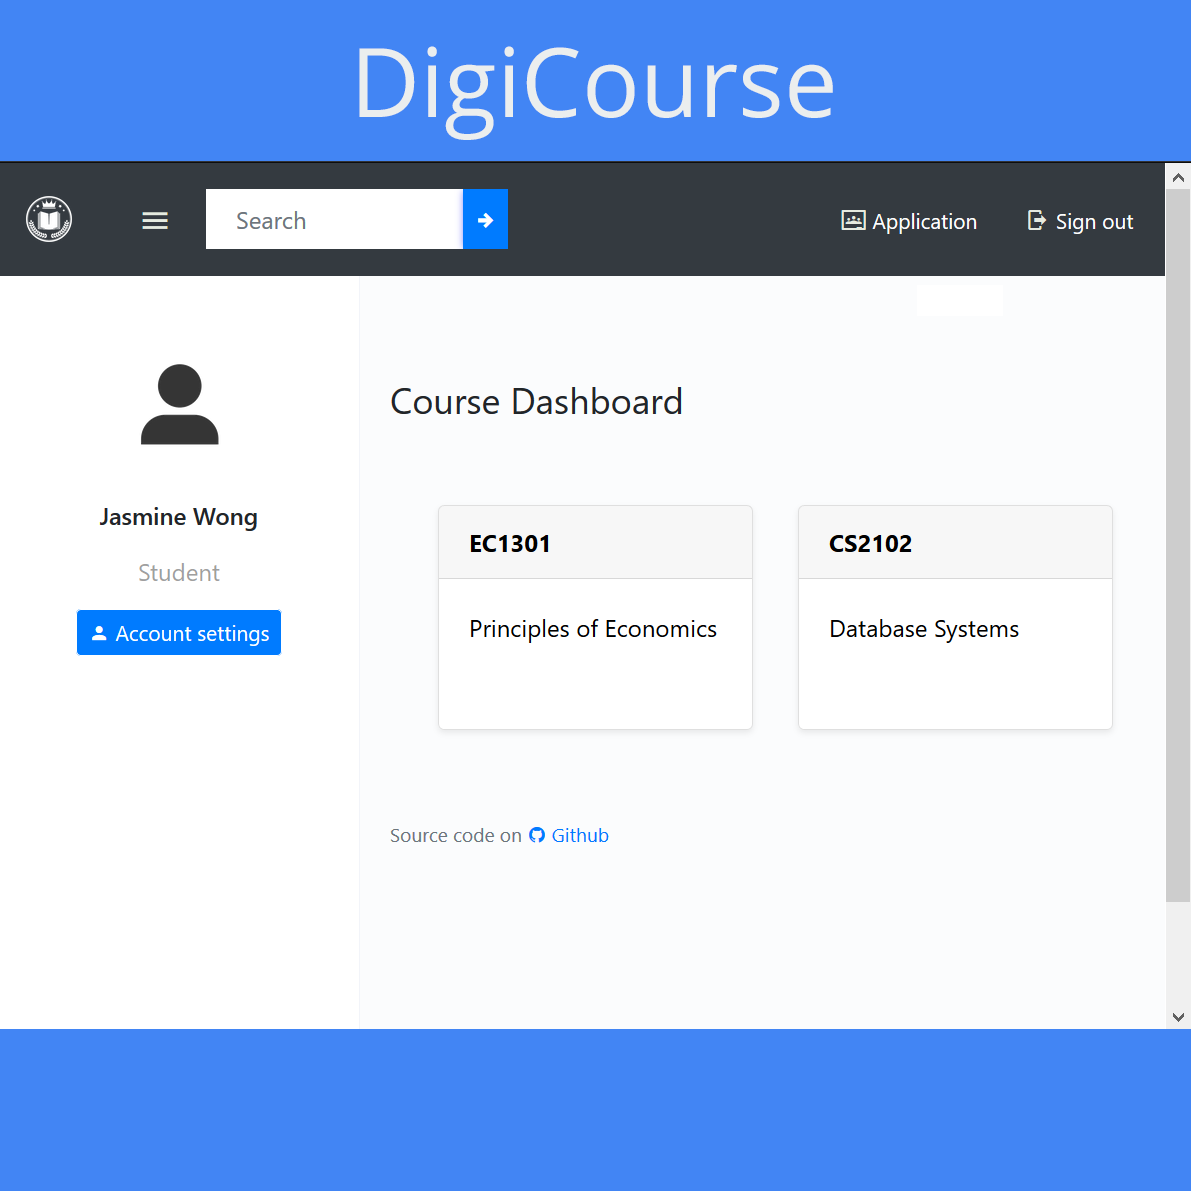 DigiCourse
Search
Application
Sign out
Jasmine Wong
Student
Account settings
Course Dashboard
EC1301
Principles of Economics
CS2102
Database Systems
Source code on Github